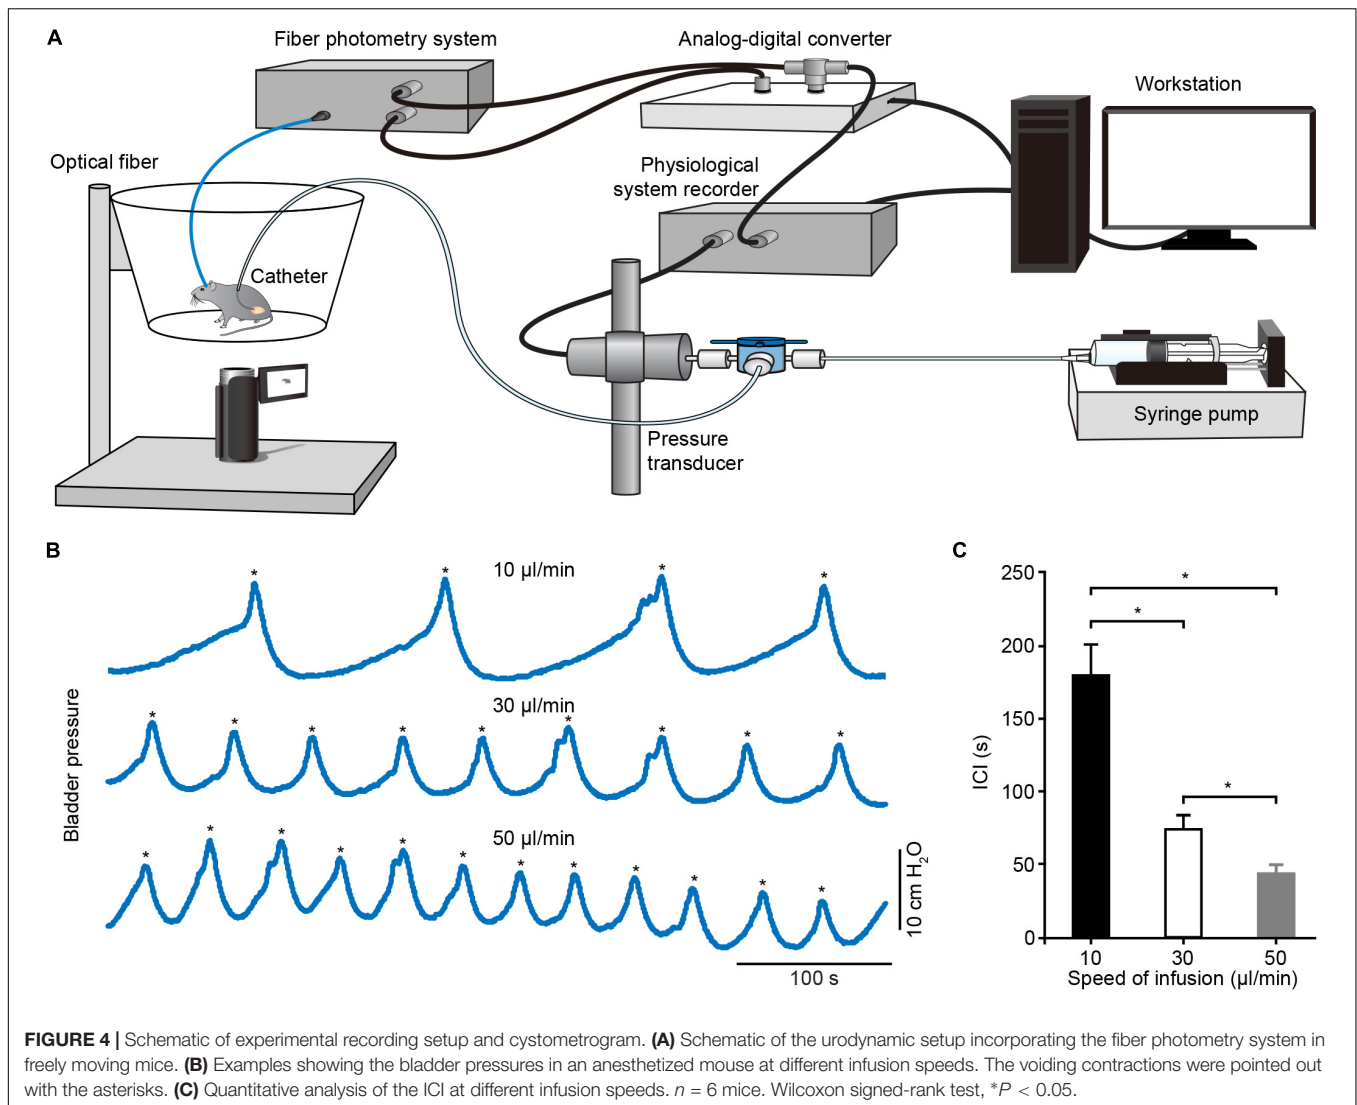 A
Fiber photometry system
Analog-digital converter
Workstation
Optical fiber
Physiological
system recorder
Catheter
Pressure
transducer
Syringe pump
B
Bladder pressure
10 µl/min
* * * *
30 µl/min
* * * * * * * * *
50 µl/min
* * * * * * * * * * * *
10 cm H₂O
100 s
C
ICI (s)
250
200
150
100
50
0
*
*
*
10 30 50
Speed of infusion (µl/min)
FIGURE 4 | Schematic of experimental recording setup and cystometrogram. (A) Schematic of the urodynamic setup incorporating the fiber photometry system in
freely moving mice. (B) Examples showing the bladder pressures in an anesthetized mouse at different infusion speeds. The voiding contractions were pointed out
with the asterisks. (C) Quantitative analysis of the ICI at different infusion speeds. n = 6 mice. Wilcoxon signed-rank test, *P < 0.05.